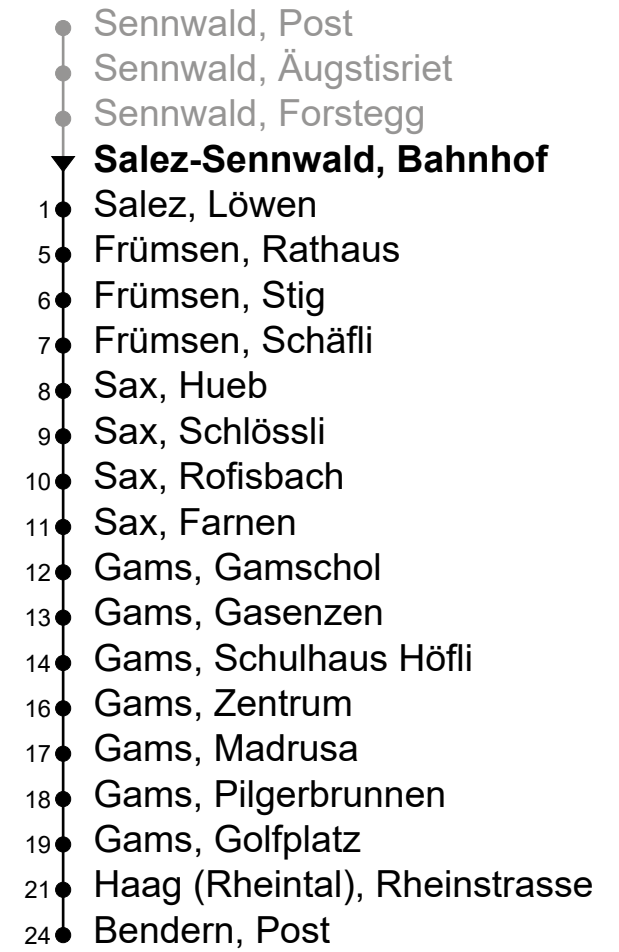 Sennwald, Post
Sennwald, Äugstisriet
Sennwald, Forstegg
Salez-Sennwald, Bahnhof
1 Salez, Löwen
5 Frümsen, Rathaus
6 Frümsen, Stig
7 Frümsen, Schäfli
8 Sax, Hueb
9 Sax, Schlössli
10 Sax, Rofisbach
11 Sax, Farnen
12 Gams, Gamschol
13 Gams, Gasenzen
14 Gams, Schulhaus Höfli
16 Gams, Zentrum
17 Gams, Madrusa
18 Gams, Pilgerbrunnen
19 Gams, Golfplatz
21 Haag (Rheintal), Rheinstrasse
24 Bendern, Post